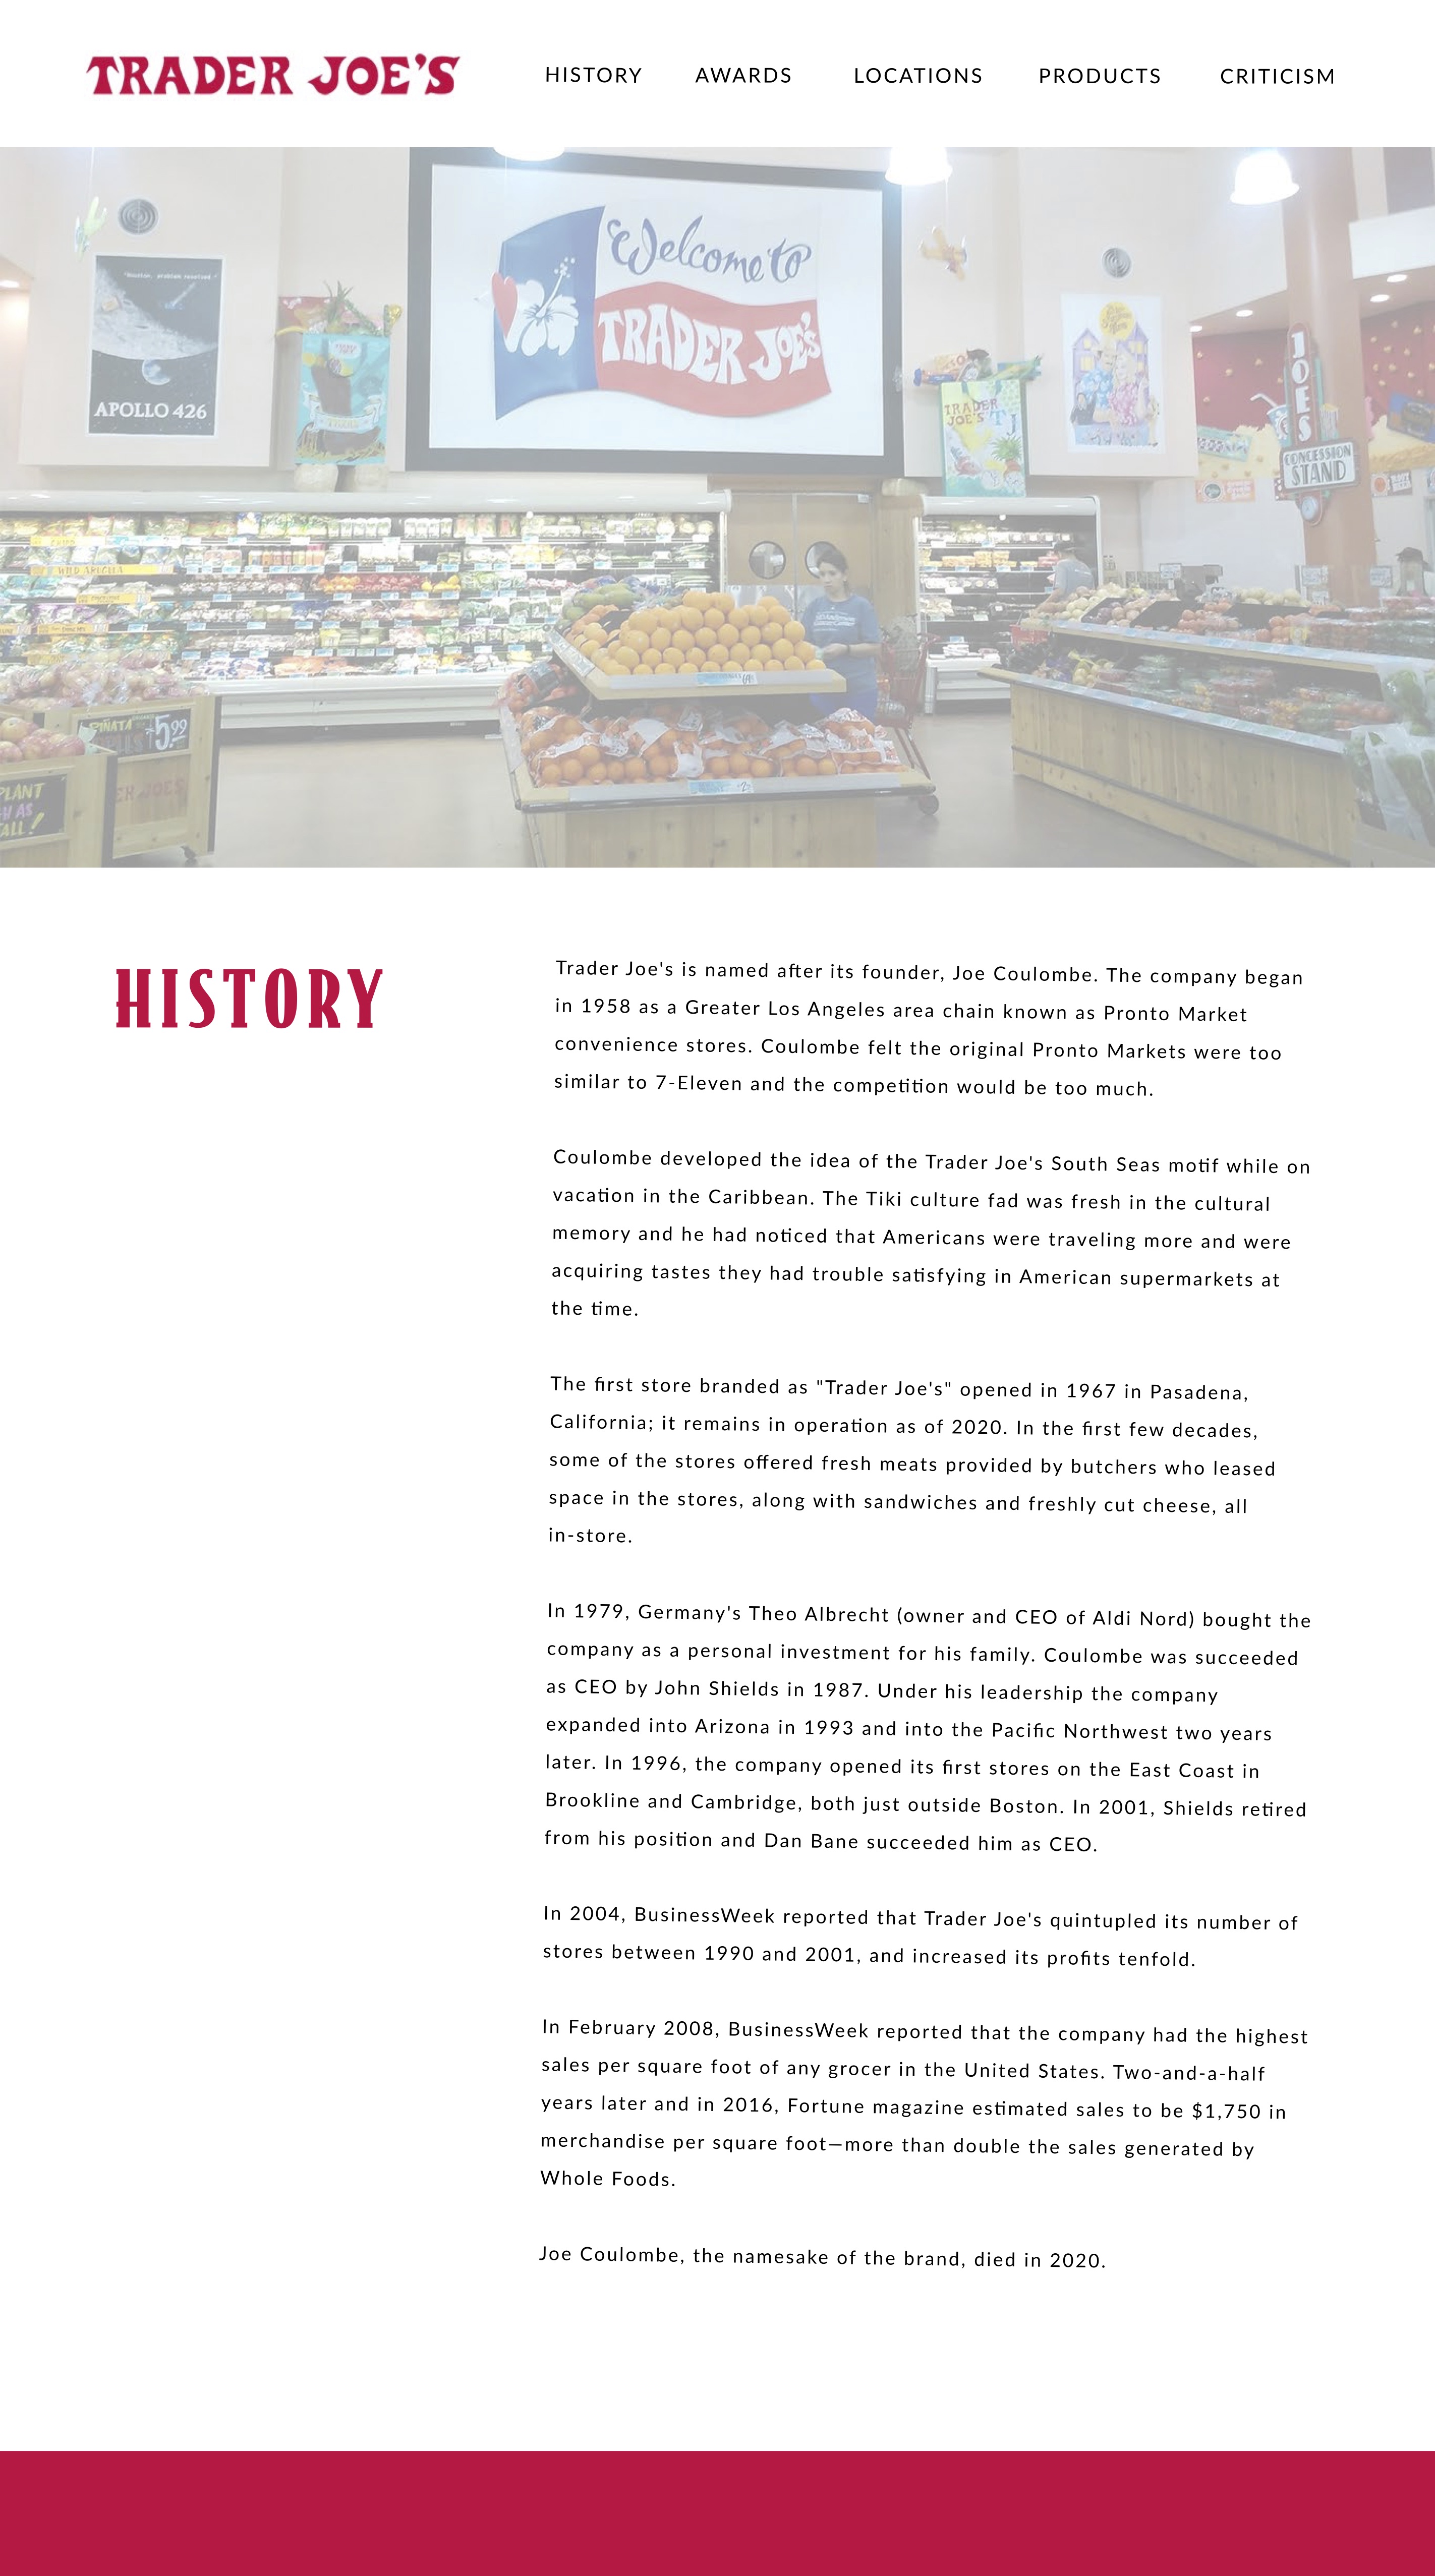 TRADER JOE'S
HISTORY
AWARDS
LOCATIONS
PRODUCTS
CRITICISM
Welcome to
TRADER JOE'S
"Houston, problem resolved."
APOLLO 426
TRADER
JOE'S TJ
JOE'S
CONCESSION
STAND
WILD ARUGULA
PIÑATA
5.99
PLANT
AS
TALL!
69¢
HISTORY
Trader Joe's is named after its founder, Joe Coulombe. The company began
in 1958 as a Greater Los Angeles area chain known as Pronto Market
convenience stores. Coulombe felt the original Pronto Markets were too
similar to 7-Eleven and the competition would be too much.
Coulombe developed the idea of the Trader Joe's South Seas motif while on
vacation in the Caribbean. The Tiki culture fad was fresh in the cultural
memory and he had noticed that Americans were traveling more and were
acquiring tastes they had trouble satisfying in American supermarkets at
the time.
The first store branded as "Trader Joe's" opened in 1967 in Pasadena,
California; it remains in operation as of 2020. In the first few decades,
some of the stores offered fresh meats provided by butchers who leased
space in the stores, along with sandwiches and freshly cut cheese, all
in-store.
In 1979, Germany's Theo Albrecht (owner and CEO of Aldi Nord) bought the
company as a personal investment for his family. Coulombe was succeeded
as CEO by John Shields in 1987. Under his leadership the company
expanded into Arizona in 1993 and into the Pacific Northwest two years
later. In 1996, the company opened its first stores on the East Coast in
Brookline and Cambridge, both just outside Boston. In 2001, Shields retired
from his position and Dan Bane succeeded him as CEO.
In 2004, BusinessWeek reported that Trader Joe's quintupled its number of
stores between 1990 and 2001, and increased its profits tenfold.
In February 2008, BusinessWeek reported that the company had the highest
sales per square foot of any grocer in the United States. Two-and-a-half
years later and in 2016, Fortune magazine estimated sales to be $1,750 in
merchandise per square foot—more than double the sales generated by
Whole Foods.
Joe Coulombe, the namesake of the brand, died in 2020.